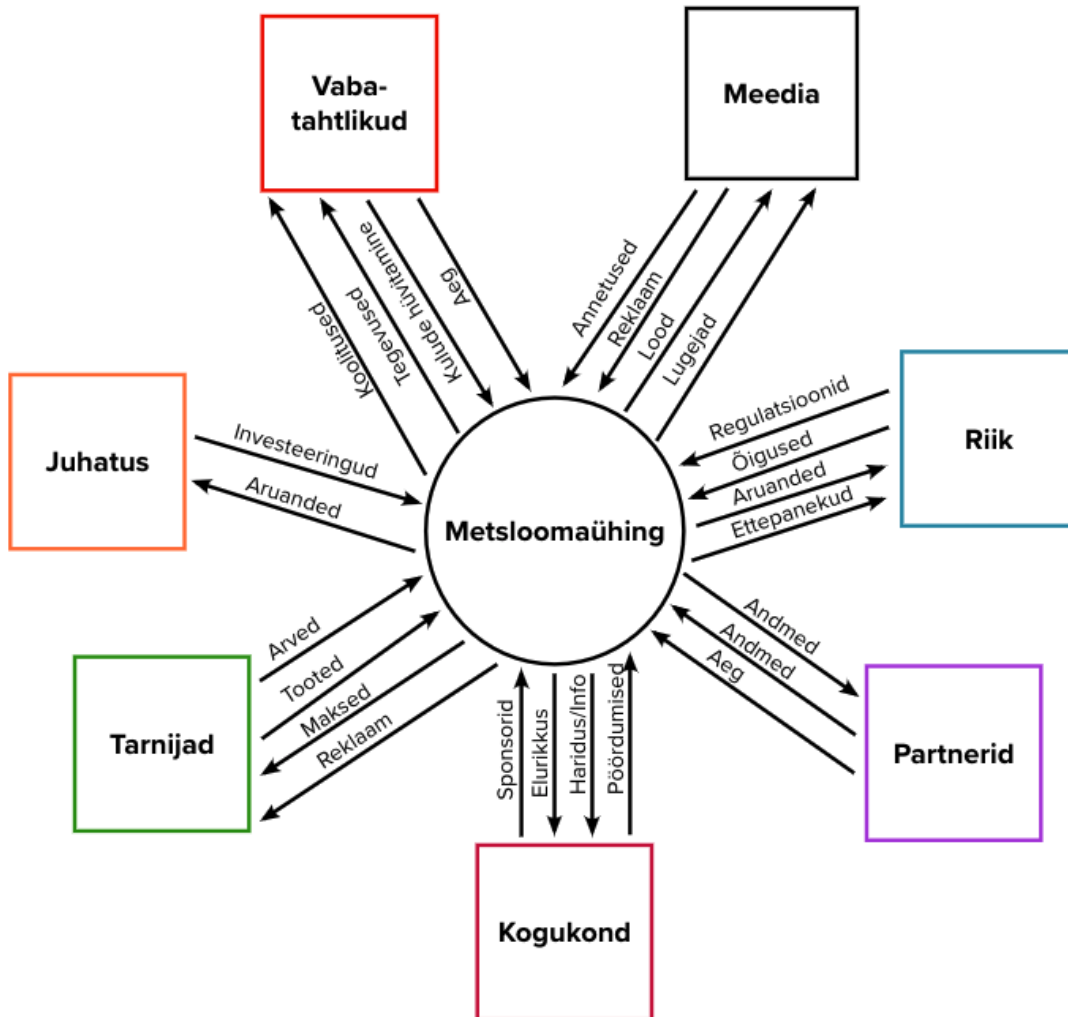 Vaba-
tahtlikud
Meedia
Koolitused
Tegevused
Kulude hüvitamine
Aeg
Annetused
Reklaam
Lood
Lugejad
Juhatus
Investeeringud
Aruanded
Metsloomaühing
Regulatsioonid
Õigused
Aruanded
Ettepanekud
Riik
Arved
Tooted
Maksed
Reklaam
Tarnijad
Sponsorid
Elurikkus
Haridus/Info
Pöördumised
Kogukond
Andmed
Andmed
Aeg
Partnerid